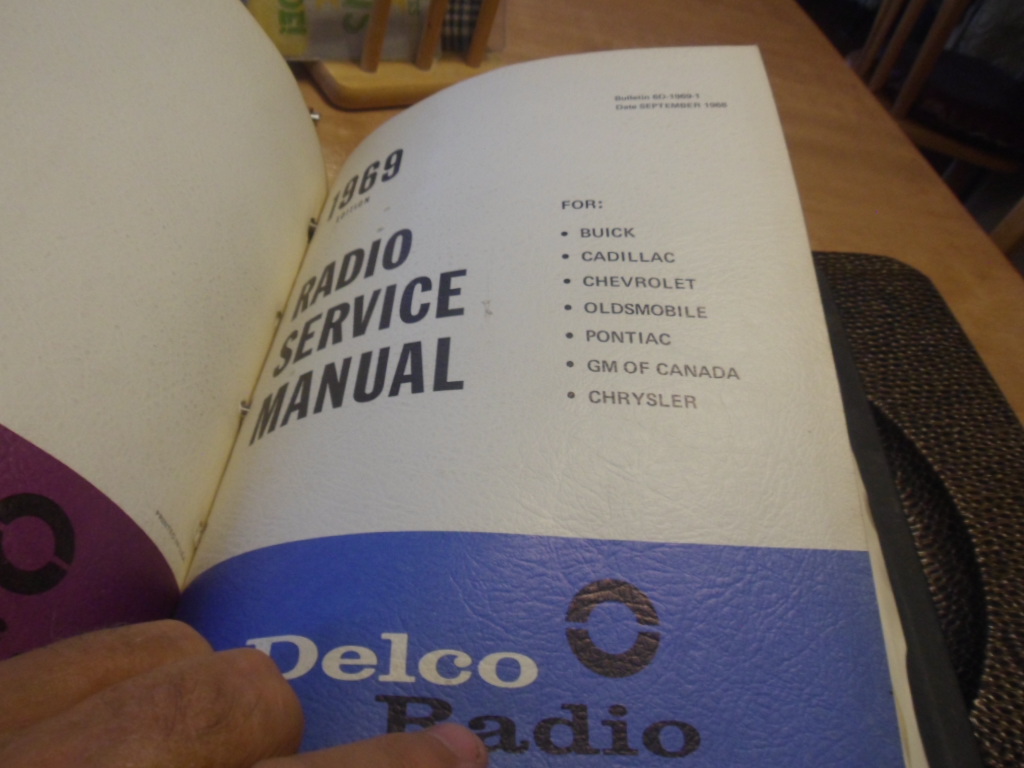 Bulletin 6D-1969-1
Date SEPTEMBER 1968
1969
EDITION
RADIO
SERVICE
MANUAL
FOR:
• BUICK
• CADILLAC
• CHEVROLET
• OLDSMOBILE
• PONTIAC
• GM OF CANADA
• CHRYSLER
Delco
Radio